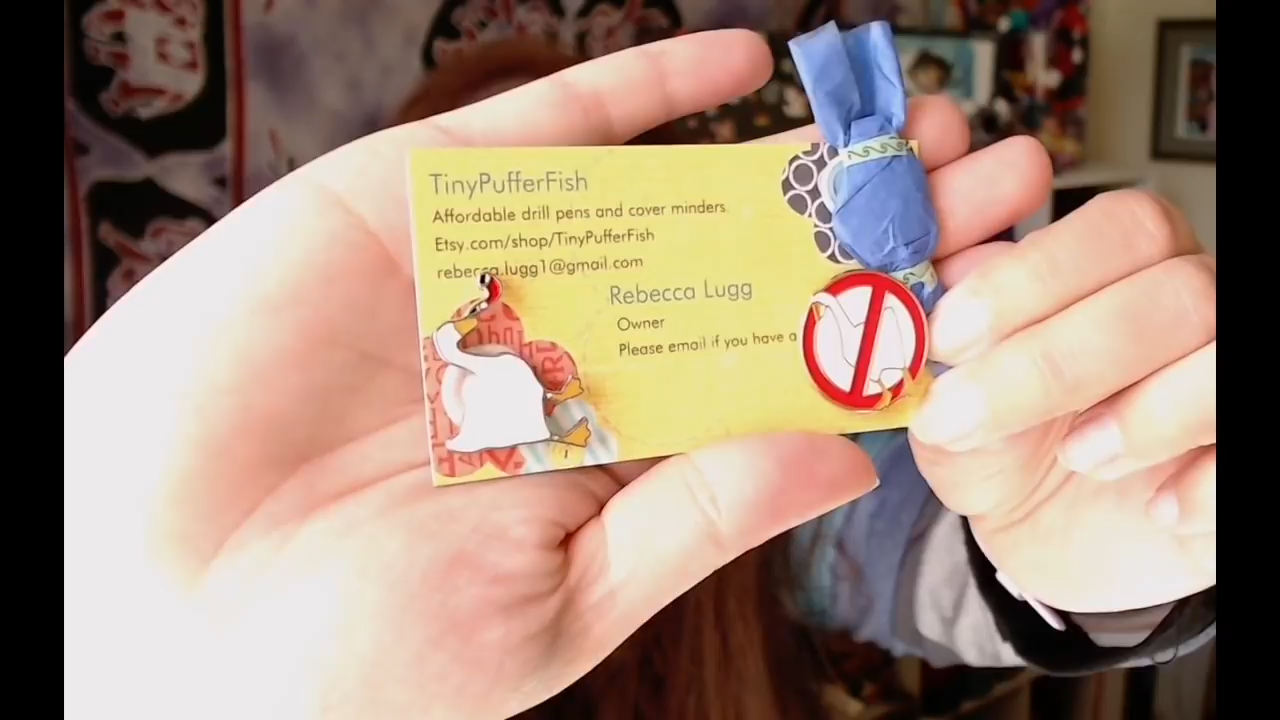 TinyPufferFish
Affordable drill pens and cover minders
Etsy.com/shop/TinyPufferFish
rebecca.lugg1@gmail.com
Rebecca Lugg
Owner
Please email if you have a